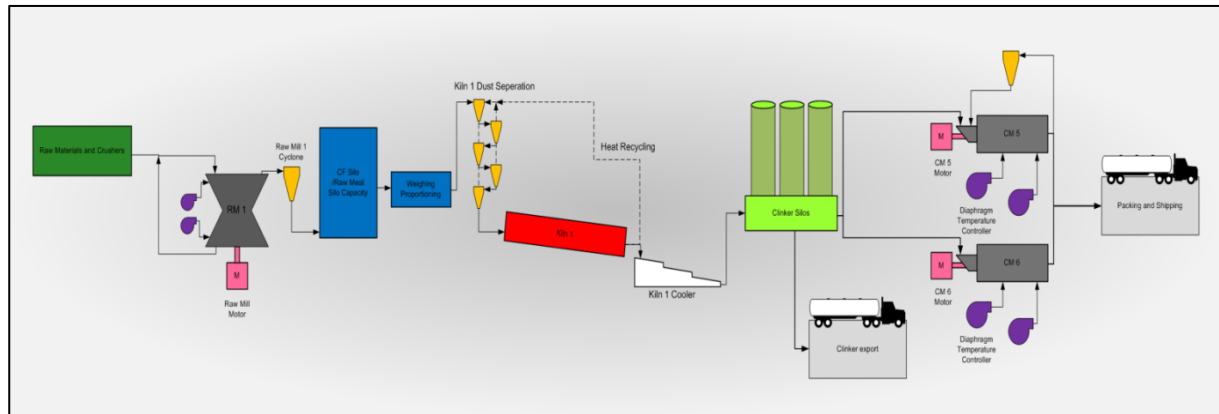 Raw Materials and Crushers
RM 1
M
Raw Mill
Motor
Raw Mill 1
Cyclone
CF Silo
/Raw Meal
Silo Capacity
Weighing
Proportioning
Kiln 1 Dust Seperation
Heat Recycling
Kiln 1
Kiln 1 Cooler
Clinker Silos
Clinker export
M
CM 5
Motor
CM 5
Diaphragm
Temperature
Controller
M
CM 6
Motor
CM 6
Diaphragm
Temperature
Controller
Packing and Shipping